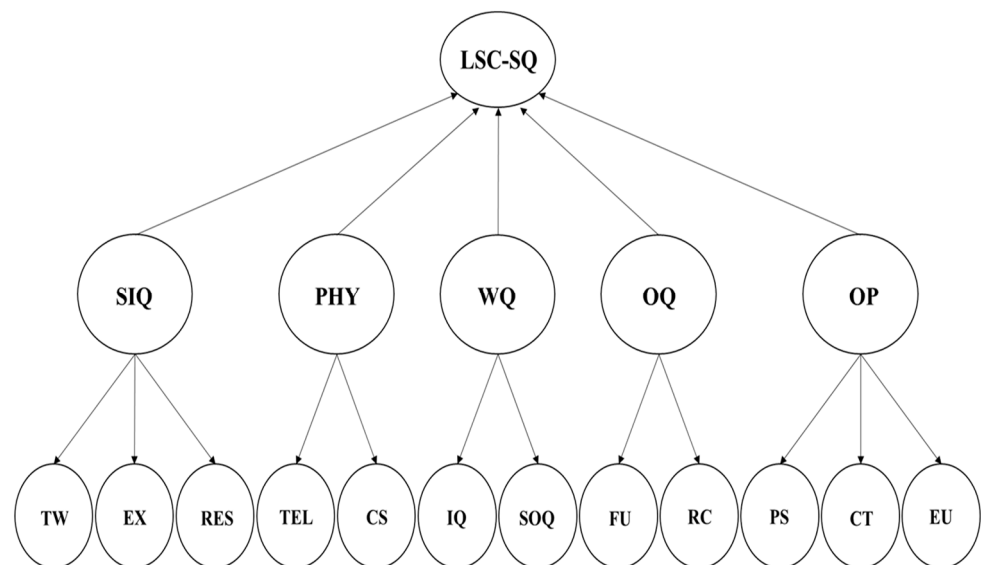 LSC-SQ
SIQ PHY WQ OQ OP
TW EX RES TEL CS IQ SOQ FU RC PS CT EU